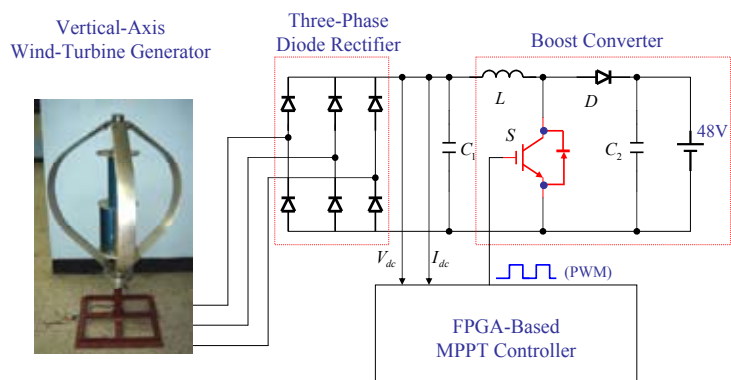 Vertical-Axis
Wind-Turbine Generator
Three-Phase
Diode Rectifier
Boost Converter
L
D
S
C1
C2
48V
Vdc
Idc
(PWM)
FPGA-Based
MPPT Controller